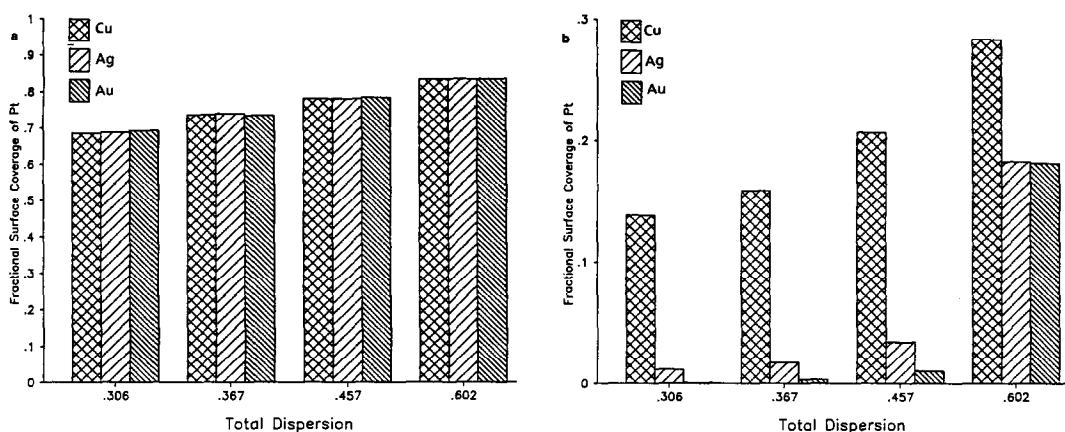 a
Cu
Ag
Au
Fractional Surface Coverage of Pt
1
.9
.8
.7
.6
.5
.4
.3
.2
.1
0
.306 .367 .457 .602
Total Dispersion
b
Cu
Ag
Au
Fractional Surface Coverage of Pt
.3
.2
.1
0
.306 .367 .457 .602
Total Dispersion